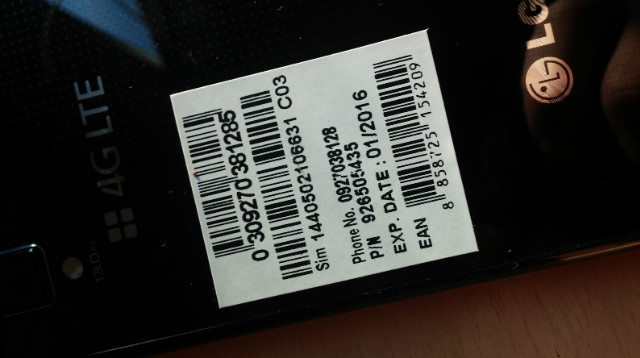 0 309270 381285
Sim 1440502106631 C03
Phone No. 0927038128
P/N 926505435
EXP. DATE : 01/2016
EAN 8 858725 154209
4G LTE
LG